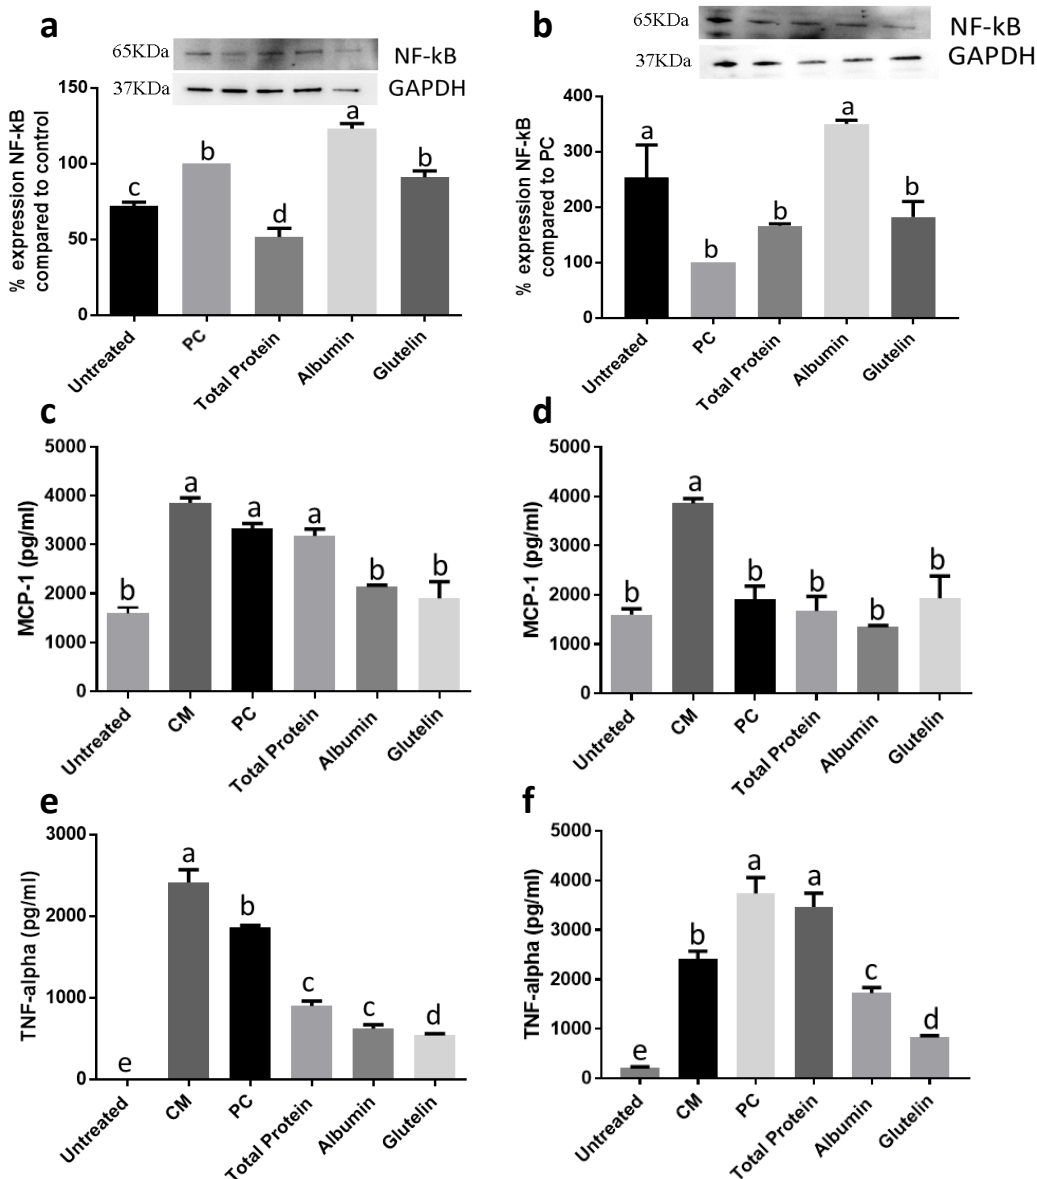 a
65KDa
NF-kB
37KDa
GAPDH
% expression NF-kB
compared to control
150
100
50
0
c
b
d
a
b
Untreated
PC
Total Protein
Albumin
Glutelin
b
65KDa
NF-kB
37KDa
GAPDH
% expression NF-kB
compared to PC
400
300
200
100
0
a
b
b
a
b
Untreated
PC
Total Protein
Albumin
Glutelin
c
MCP-1 (pg/ml)
5000
4000
3000
2000
1000
0
b
a
a
a
b
b
Untreated
CM
PC
Total Protein
Albumin
Glutelin
d
MCP-1 (pg/ml)
5000
4000
3000
2000
1000
0
b
a
b
b
b
b
Untreted
CM
PC
Total Protein
Albumin
Glutelin
e
TNF-alpha (pg/ml)
3000
2000
1000
0
e
a
b
c
c
d
Untreated
CM
PC
Total Protein
Albumin
Glutelin
f
TNF-alpha (pg/ml)
5000
4000
3000
2000
1000
0
e
b
a
a
c
d
Untreated
CM
PC
Total Protein
Albumin
Glutelin